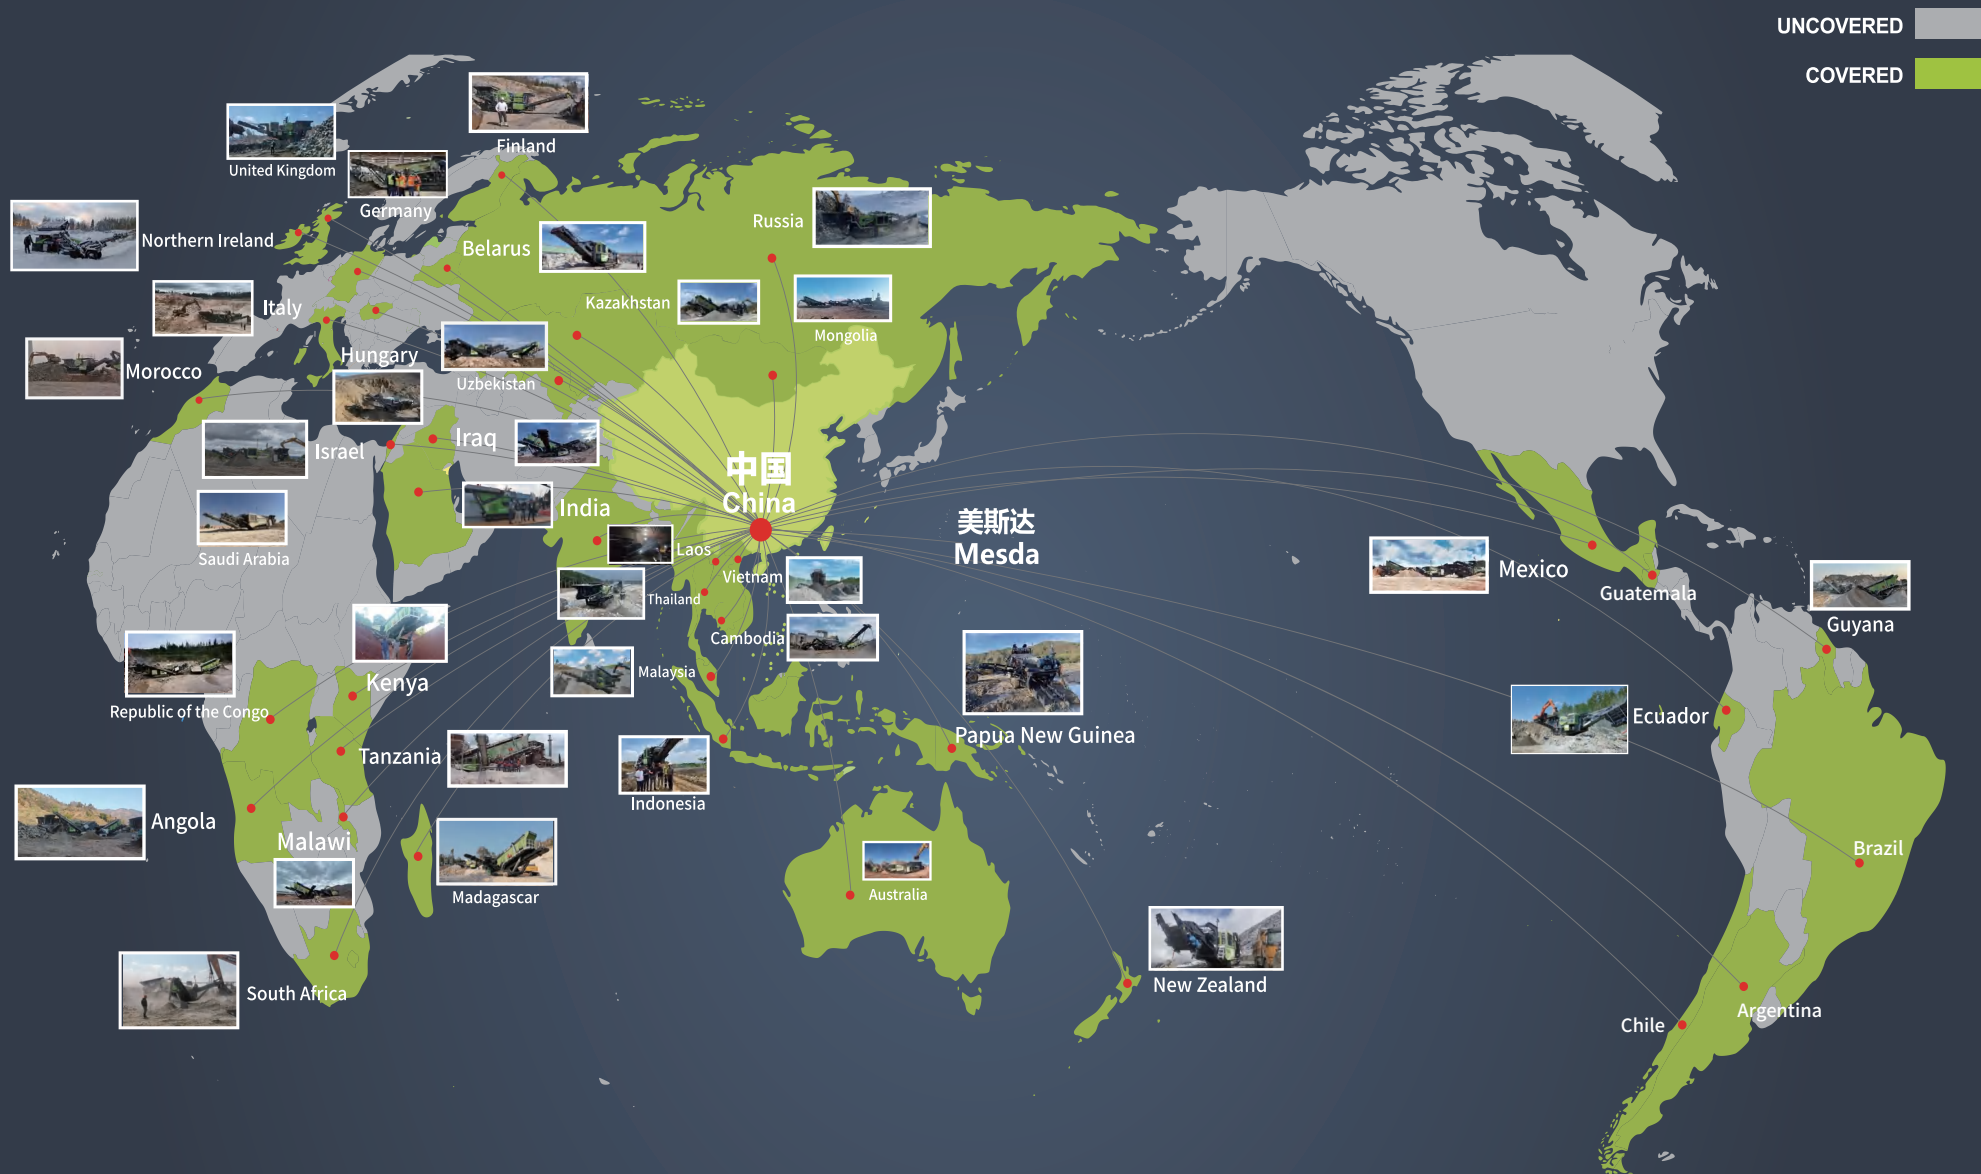 UNCOVERED
COVERED
Finland
United Kingdom
Germany
Northern Ireland
Belarus
Russia
Italy
Kazakhstan
Mongolia
Hungary
Uzbekistan
Morocco
Israel
Iraq
中国
China
India
美斯达
Mesda
Saudi Arabia
Laos
Vietnam
Thailand
Cambodia
Malaysia
Mexico
Guatemala
Guyana
Kenya
Republic of the Congo
Ecuador
Papua New Guinea
Tanzania
Indonesia
Angola
Malawi
Brazil
Madagascar
Australia
New Zealand
South Africa
Argentina
Chile